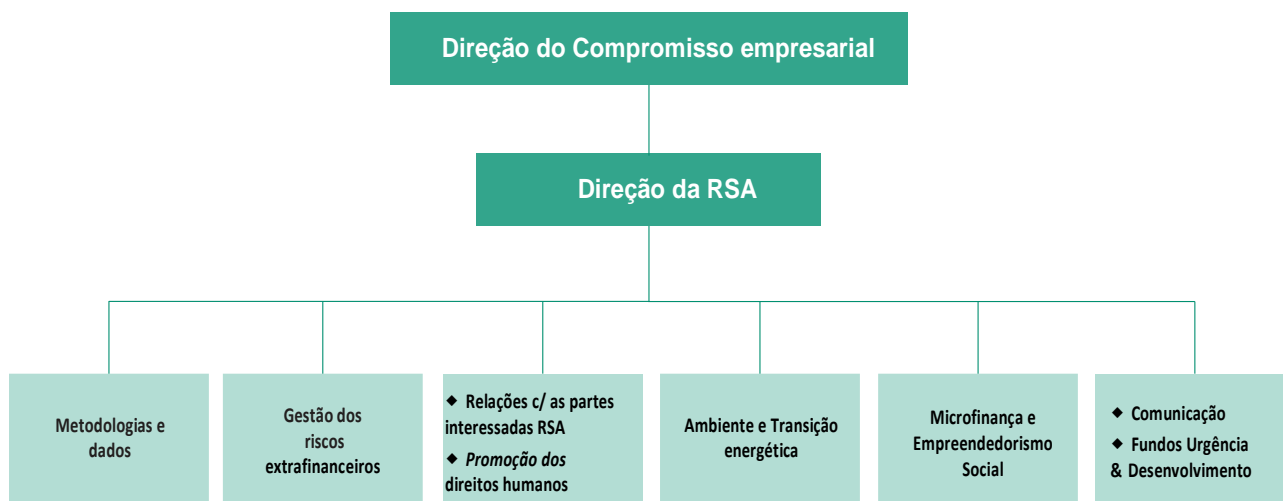 Direção do Compromisso empresarial
Direção da RSA
Metodologias e
dados
Gestão dos
riscos
extrafinanceiros
◆ Relações c/ as partes
interessadas RSA
◆ Promoção dos
direitos humanos
Ambiente e Transição
energética
Microfinança e
Empreendedorismo
Social
◆ Comunicação
◆ Fundos Urgência
& Desenvolvimento